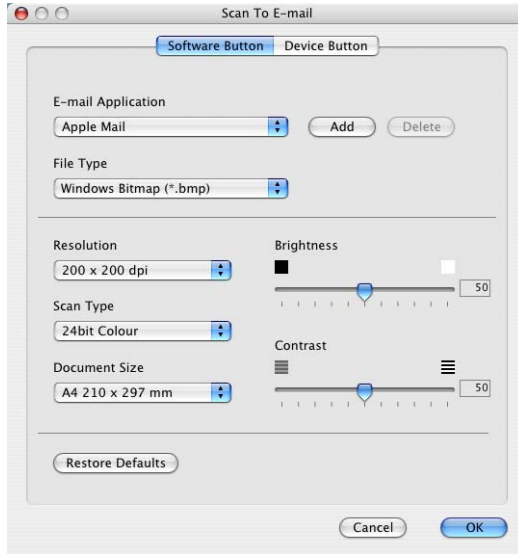 Scan To E-mail
Software Button Device Button
E-mail Application
Apple Mail Add Delete
File Type
Windows Bitmap (*.bmp)
Resolution Brightness
200 x 200 dpi
50
Scan Type
24bit Colour
Contrast
Document Size
A4 210 x 297 mm 50
Restore Defaults
Cancel OK